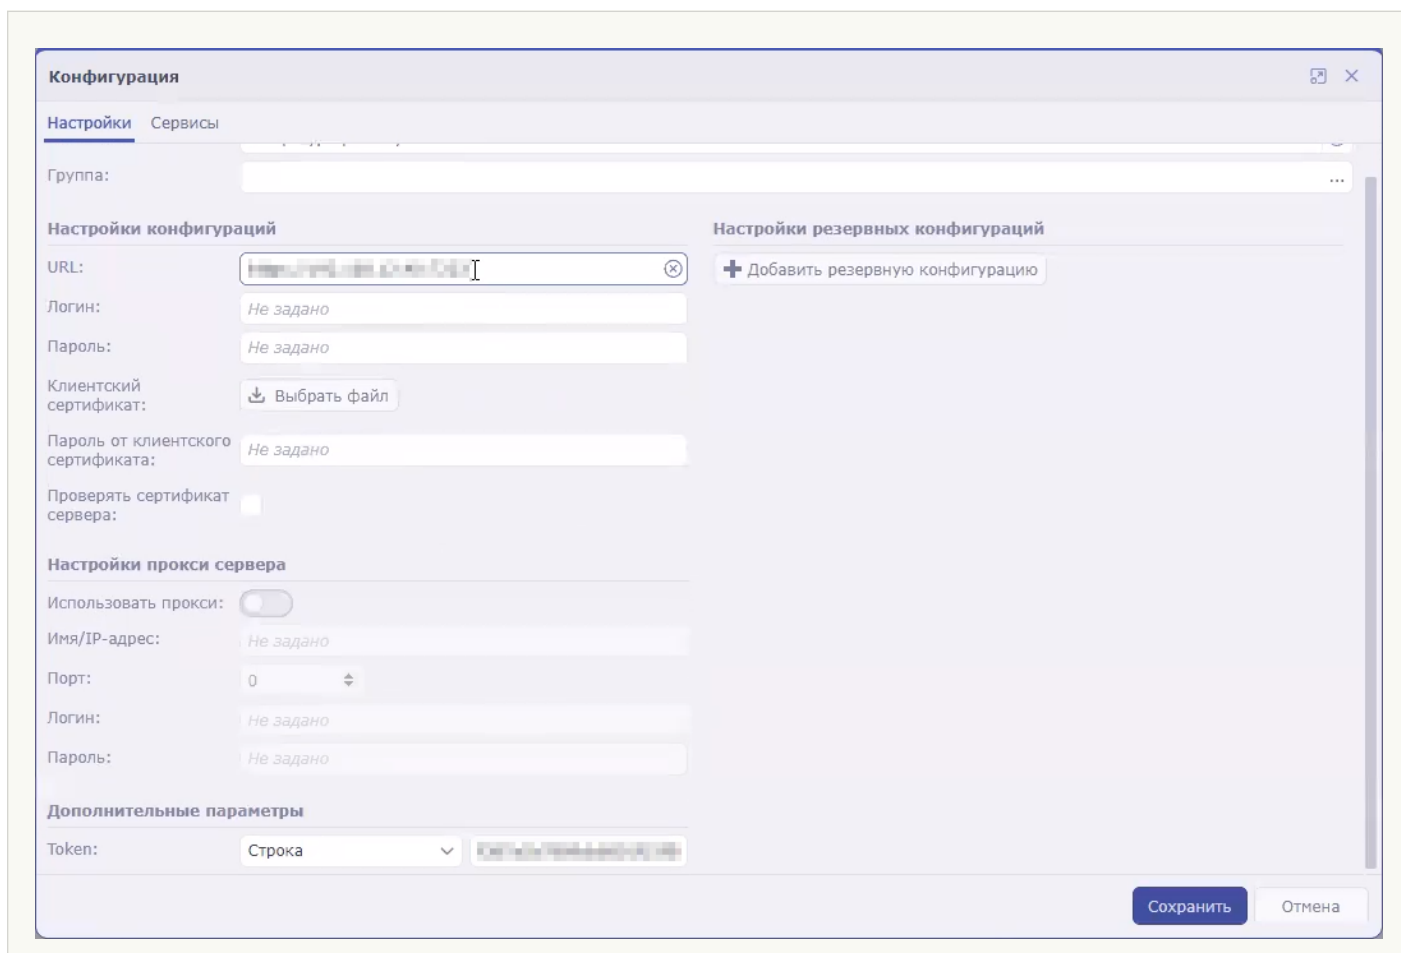 Конфигурация
Настройки Сервисы
Группа: ...
Настройки конфигураций
Настройки резервных конфигураций
URL:
Добавить резервную конфигурацию
Логин: Не задано
Пароль: Не задано
Клиентский
сертификат:
Выбрать файл
Пароль от клиентского
сертификата:
Не задано
Проверять сертификат
сервера:
Настройки прокси сервера
Использовать прокси:
Имя/IP-адрес: Не задано
Порт: 0
Логин: Не задано
Пароль: Не задано
Дополнительные параметры
Token: Строка
Сохранить Отмена